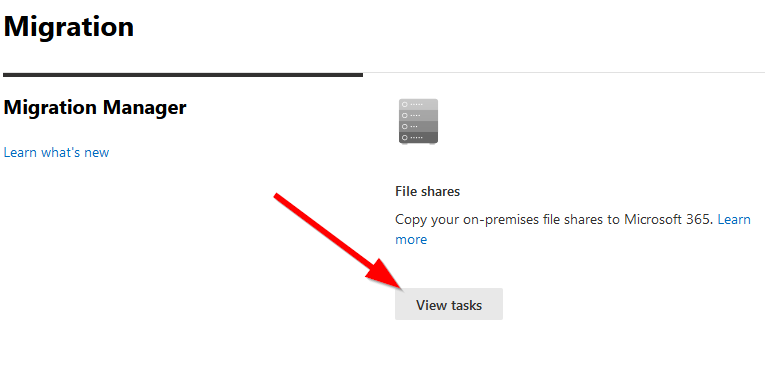 Migration
Migration Manager
Learn what's new
File shares
Copy your on-premises file shares to Microsoft 365. Learn
more
View tasks